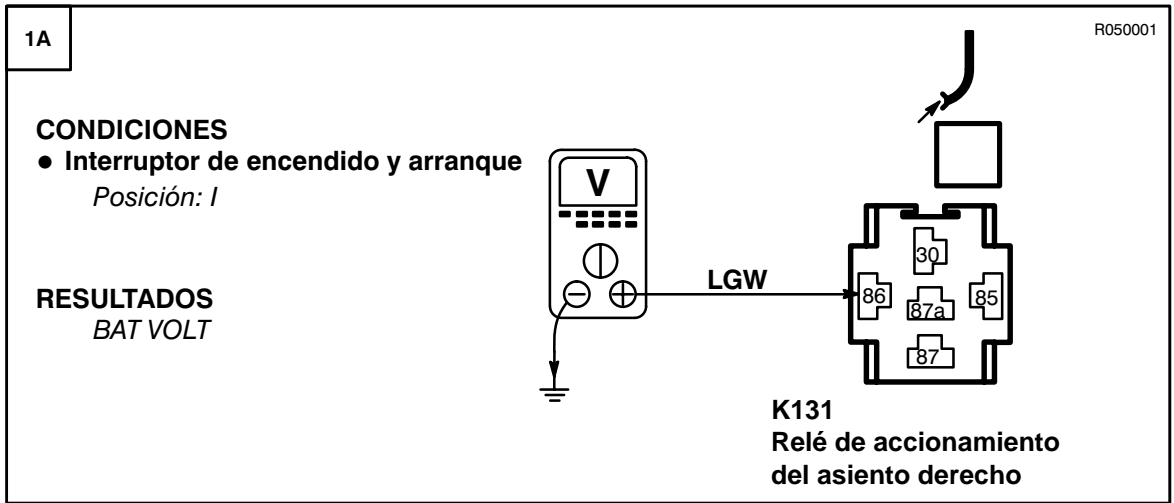 1A
R050001
CONDICIONES
● Interruptor de encendido y arranque
Posición: I
RESULTADOS
BAT VOLT
V
LGW
30
86
87a
85
87
K131
Relé de accionamiento
del asiento derecho